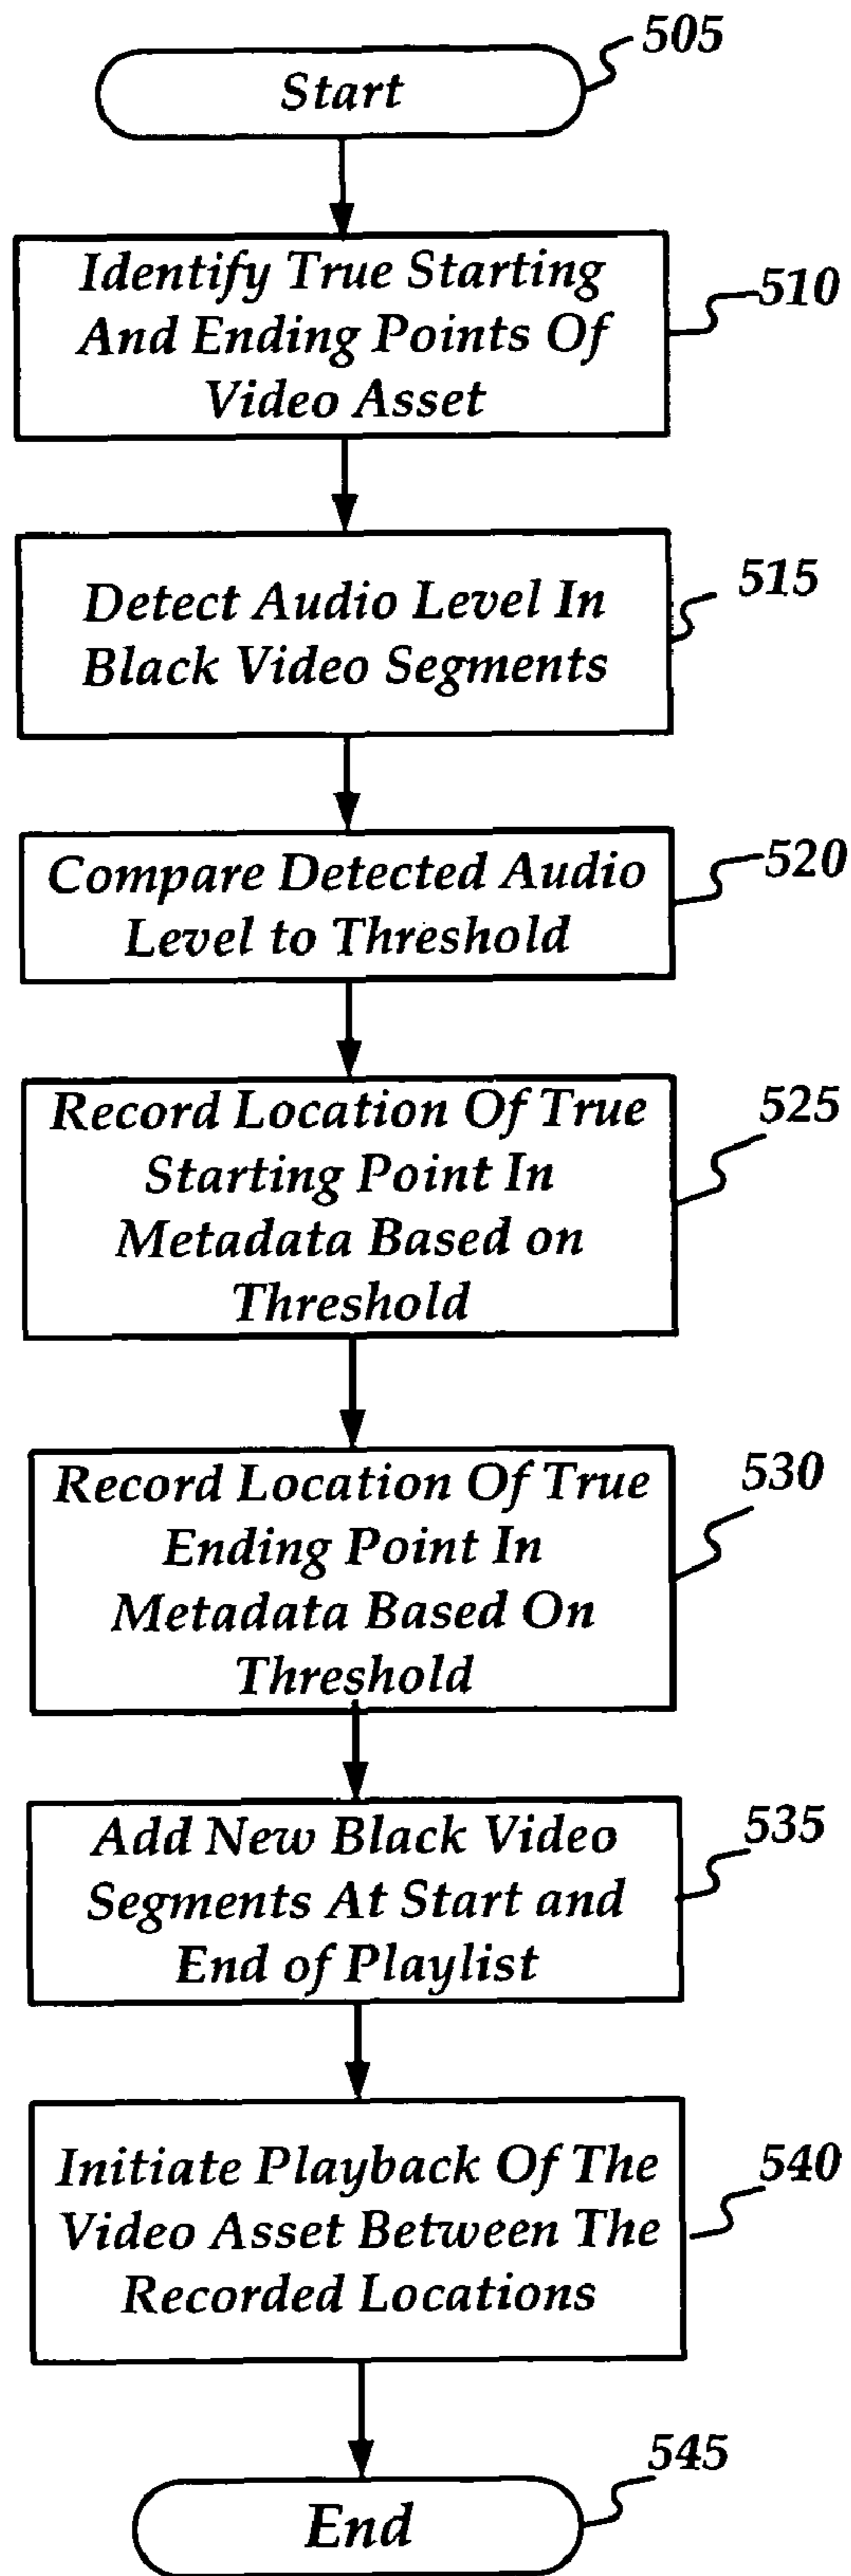 505
Start
Identify True Starting
And Ending Points Of
Video Asset
510
Detect Audio Level In
Black Video Segments
515
Compare Detected Audio
Level to Threshold
520
Record Location Of True
Starting Point In
Metadata Based on
Threshold
525
Record Location Of True
Ending Point In
Metadata Based On
Threshold
530
Add New Black Video
Segments At Start and
End of Playlist
535
Initiate Playback Of The
Video Asset Between The
Recorded Locations
540
End
545